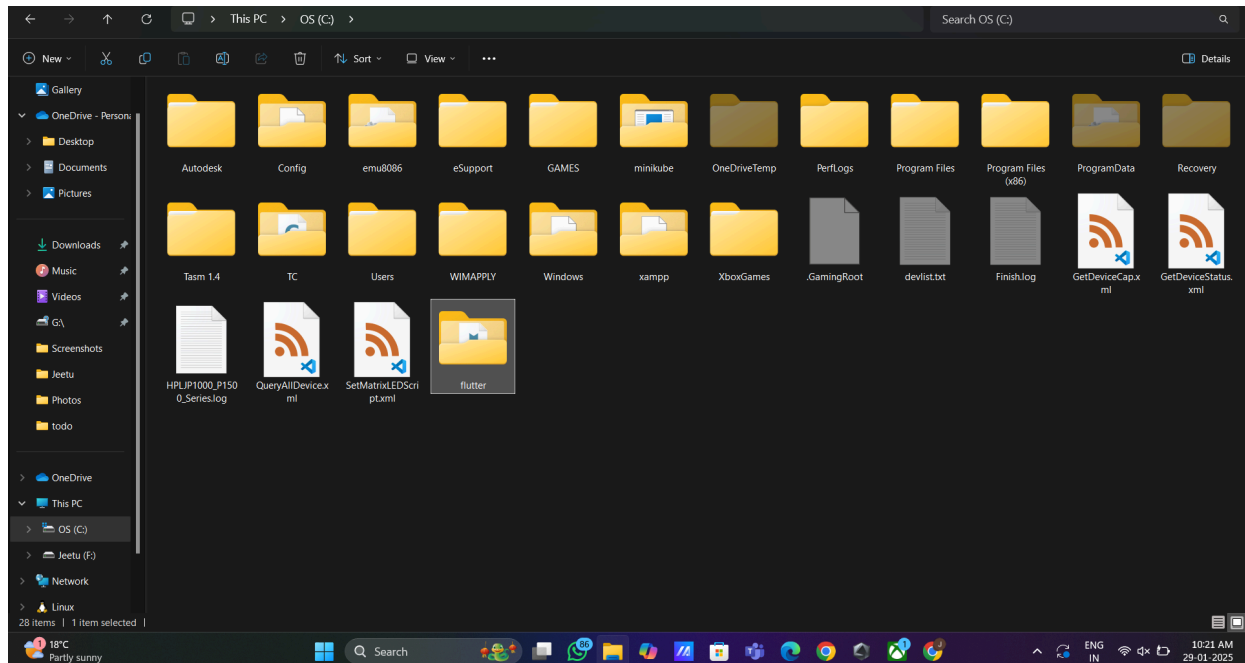 This PC > OS (C:) >
Search OS (C:)
New
Sort
View
Details
Gallery
OneDrive - Person
Desktop
Documents
Pictures
Downloads
Music
Videos
G:\
Screenshots
Jeetu
Photos
todo
OneDrive
This PC
OS (C:)
Jeetu (F:)
Network
Linux
Autodesk
Config
emu8086
eSupport
GAMES
minikube
OneDriveTemp
PerfLogs
Program Files
Program Files
(x86)
ProgramData
Recovery
Tasm 1.4
TC
Users
WIMAPPLY
Windows
xampp
XboxGames
.GamingRoot
devlist.txt
Finish.log
GetDeviceCap.x
ml
GetDeviceStatus.
xml
HPLJP1000_P150
0_Series.log
QueryAllDevice.x
ml
SetMatrixLEDScri
pt.xml
flutter
28 items | 1 item selected |
1
18°C
Partly sunny
Search
86
ENG
IN
10:21 AM
29-01-2025